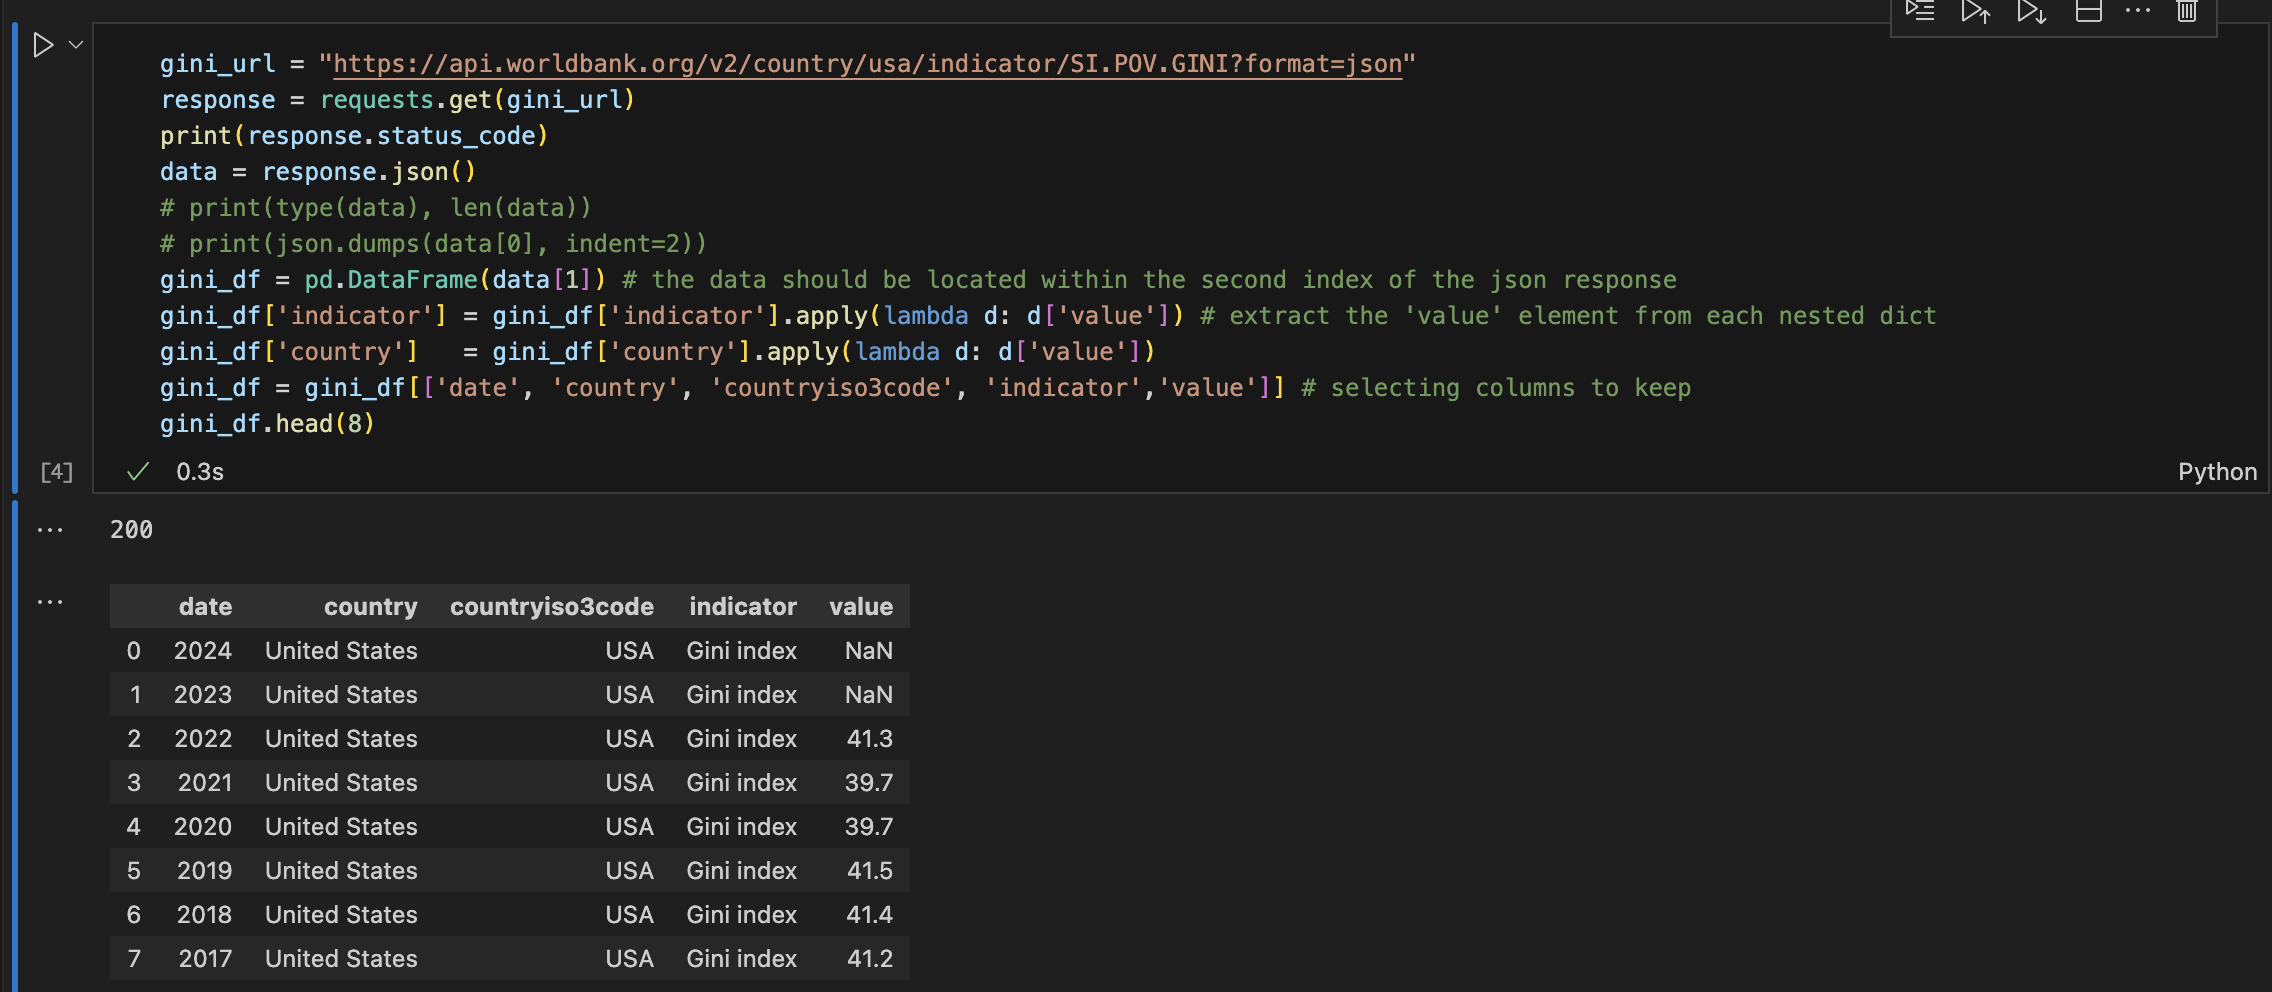 gini_url = "https://api.worldbank.org/v2/country/usa/indicator/SI.POV.GINI?format=json"
response = requests.get(gini_url)
print(response.status_code)
data = response.json()
# print(type(data), len(data))
# print(json.dumps(data[0], indent=2))
gini_df = pd.DataFrame(data[1]) # the data should be located within the second index of the json response
gini_df['indicator'] = gini_df['indicator'].apply(lambda d: d['value']) # extract the 'value' element from each nested dict
gini_df['country']   = gini_df['country'].apply(lambda d: d['value'])
gini_df = gini_df[['date', 'country', 'countryiso3code', 'indicator','value']] # selecting columns to keep
gini_df.head(8)
[4] 0.3s Python
200
date country countryiso3code indicator value
0 2024 United States USA Gini index NaN
1 2023 United States USA Gini index NaN
2 2022 United States USA Gini index 41.3
3 2021 United States USA Gini index 39.7
4 2020 United States USA Gini index 39.7
5 2019 United States USA Gini index 41.5
6 2018 United States USA Gini index 41.4
7 2017 United States USA Gini index 41.2